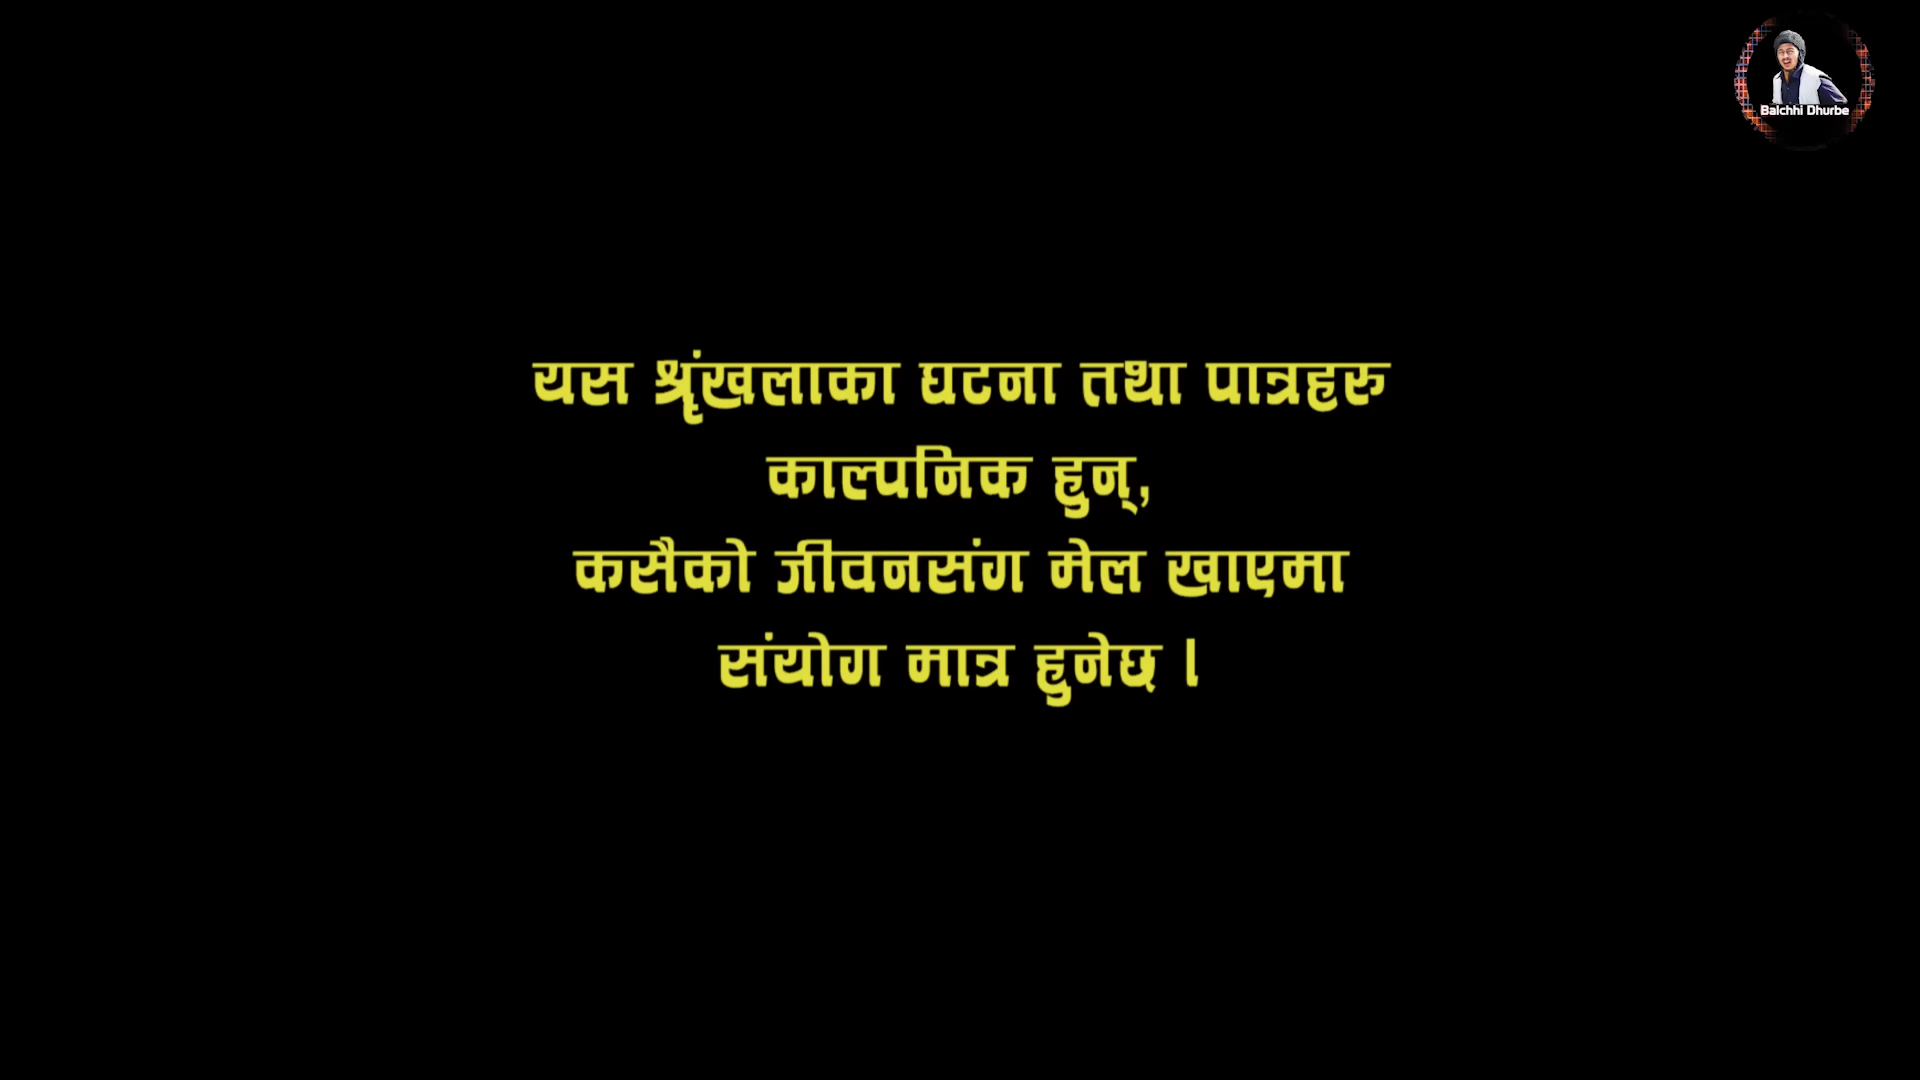 Balchhi Dhurbe
यस श्रृंखलाका घटना तथा पात्रहरु
काल्पनिक हुन्,
कसैको जीवनसंग मेल खाएमा
संयोग मात्र हुनेछ ।